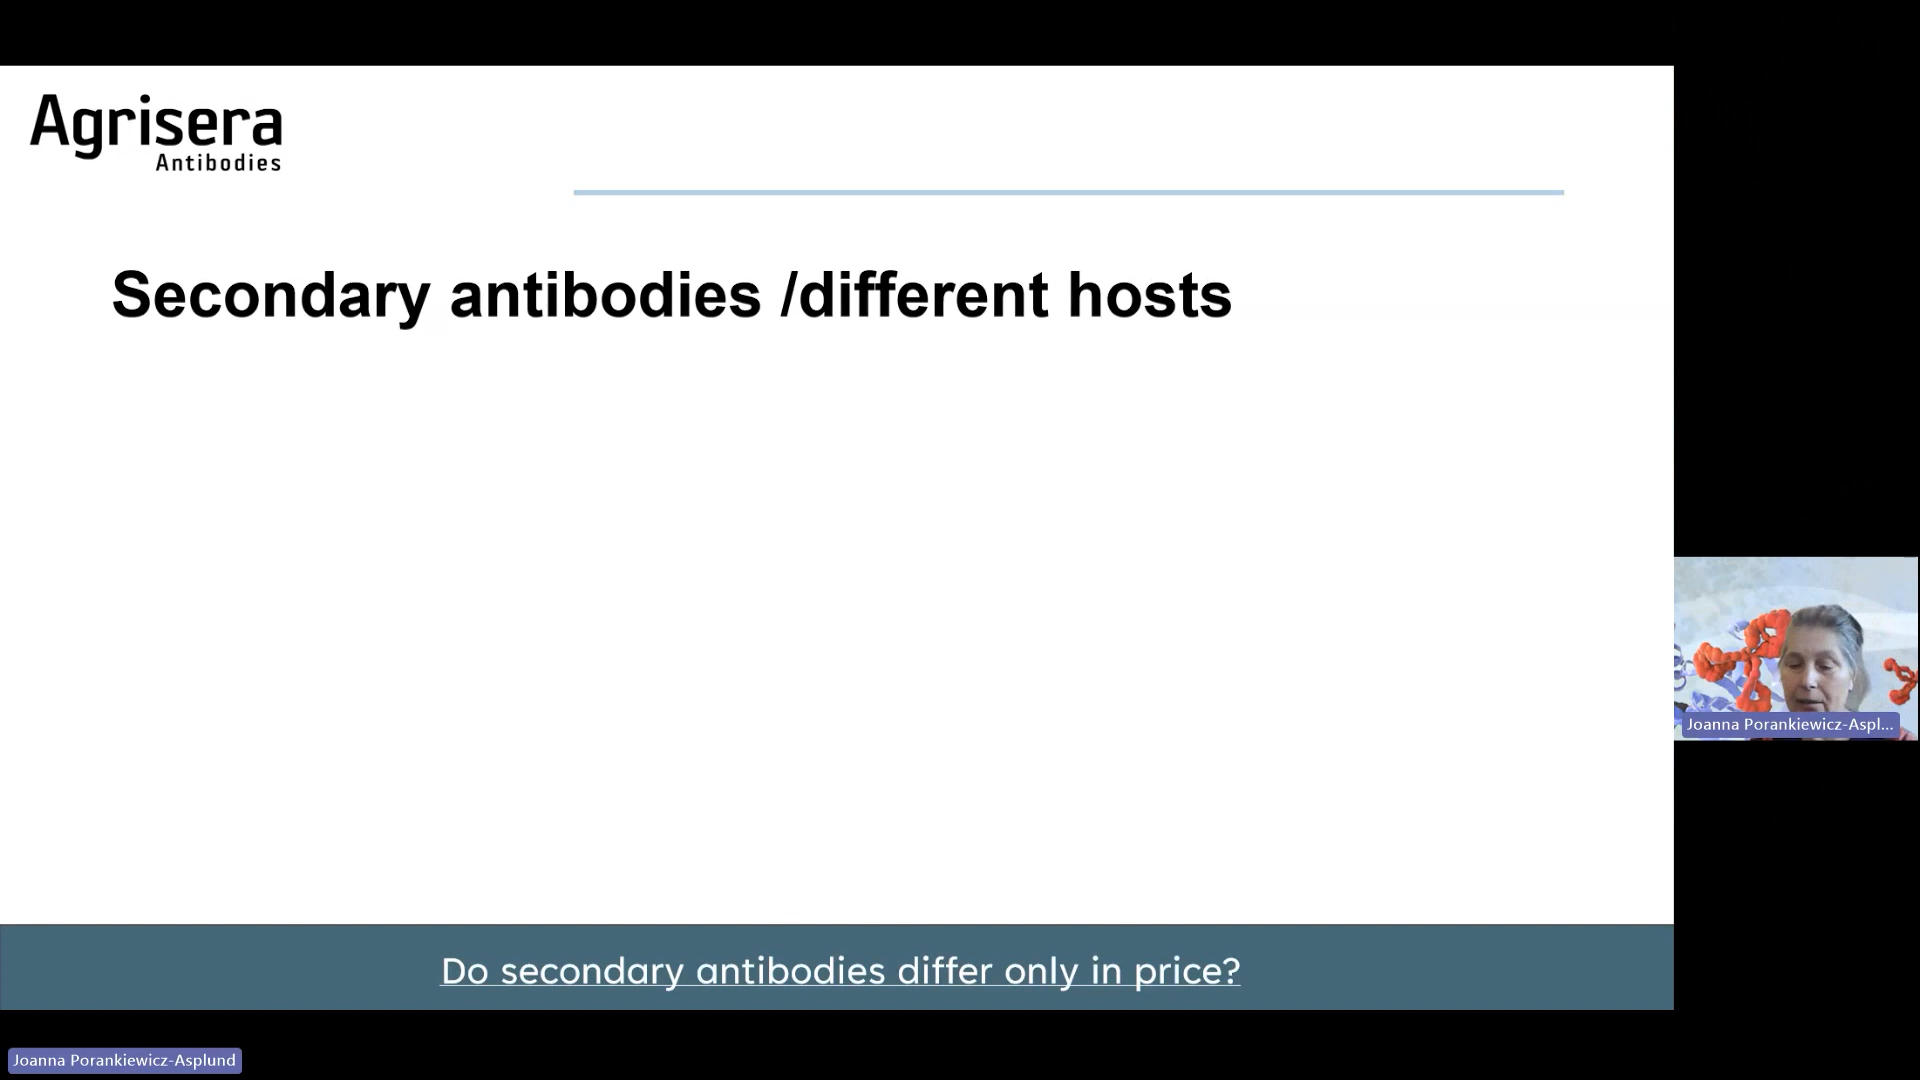 Agrisera
Antibodies
Secondary antibodies /different hosts
Joanna Porankiewicz-Aspl...
Do secondary antibodies differ only in price?
Joanna Porankiewicz-Asplund